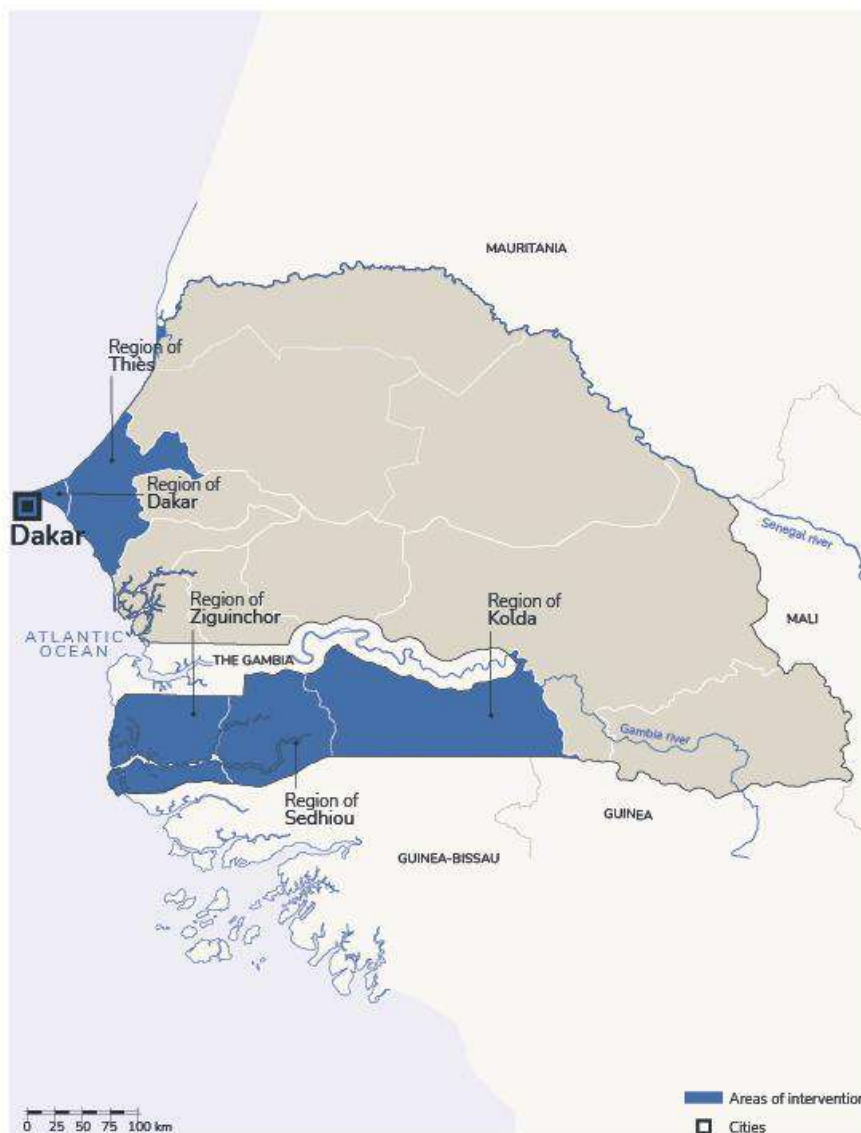 MAURITANIA
Region of
Thiès
Region of
Dakar
Dakar
Senegal river
Region of
Ziguinchor
Region of
Kolda
MALI
ATLANTIC
OCEAN
THE GAMBIA
Gambia river
Region of
Sedhiou
GUINEA
GUINEA-BISSAU
Areas of intervention
0 25 50 75 100 km
Cities